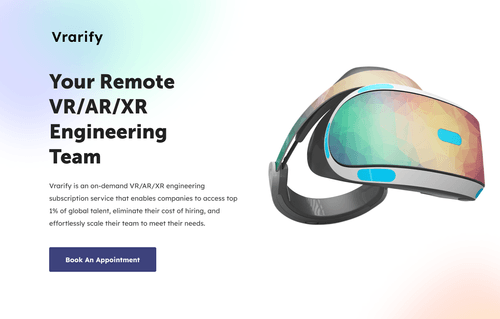 Vrarify
Your Remote
VR/AR/XR
Engineering
Team
Vrarify is an on-demand VR/AR/XR engineering
subscription service that enables companies to access top
1% of global talent, eliminate their cost of hiring, and
effortlessly scale their team to meet their needs.
Book An Appointment